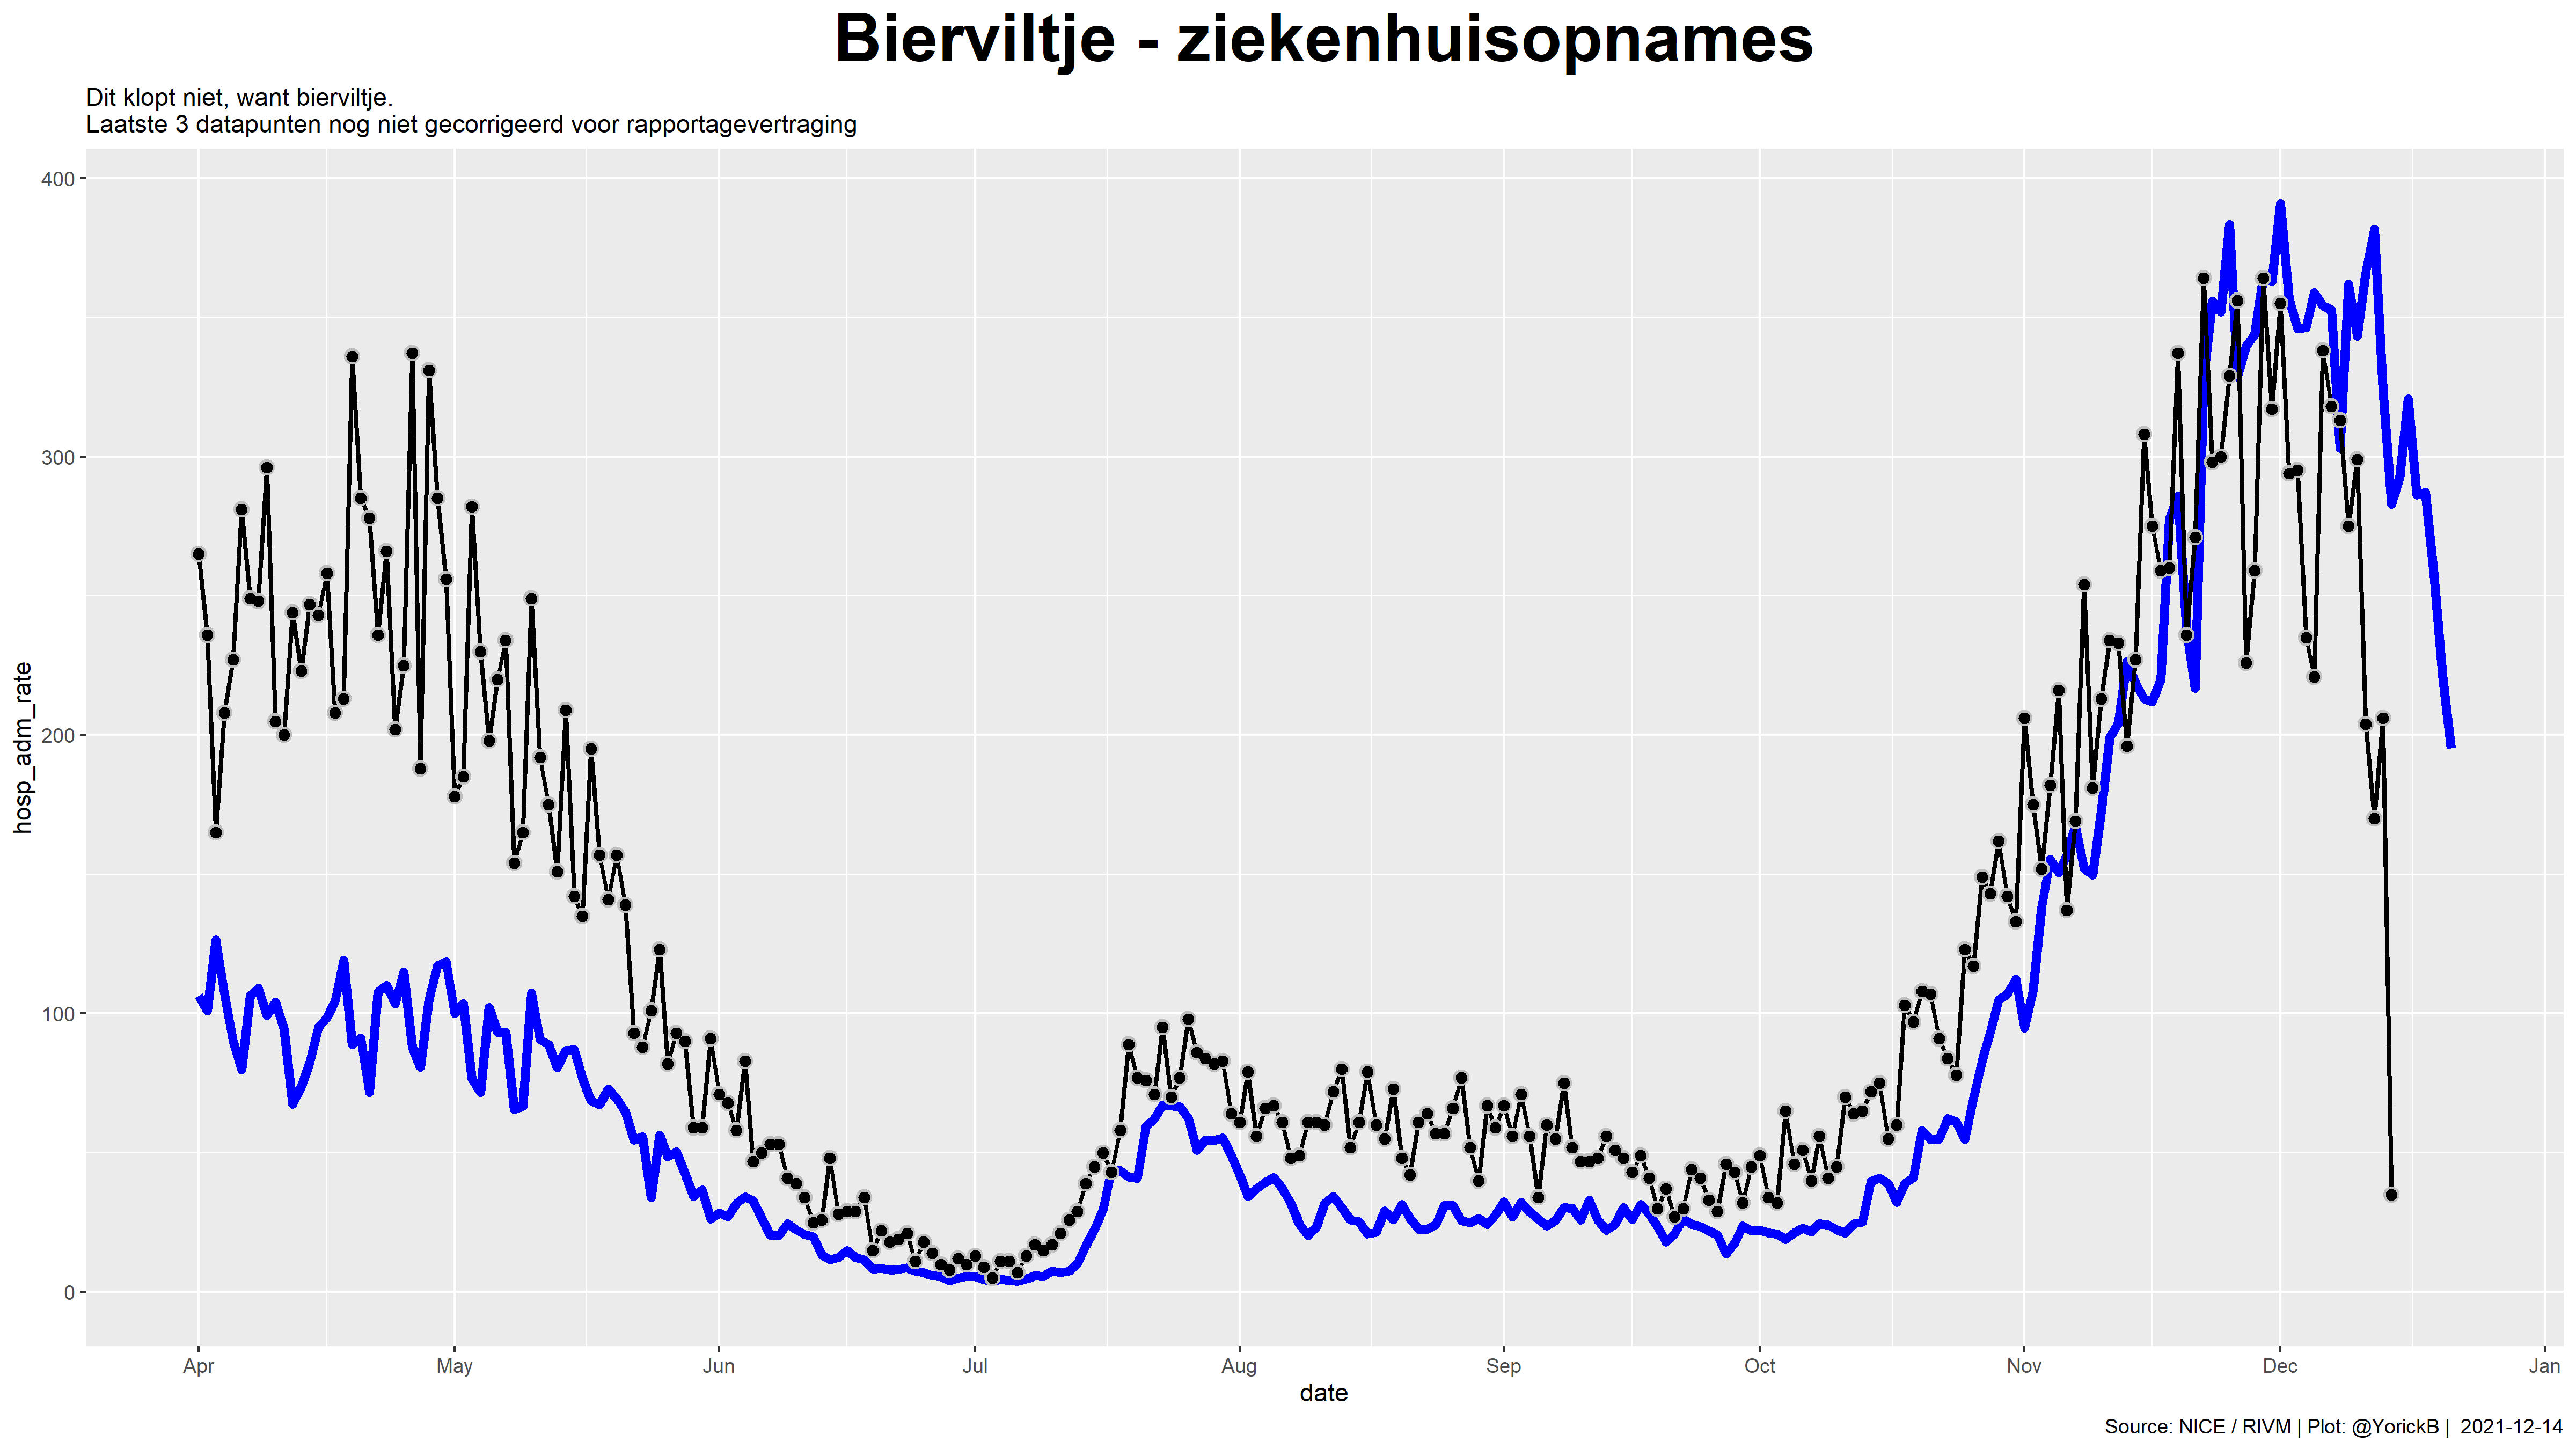 Bierviltje - ziekenhuisopnames
Dit klopt niet, want bierviltje.
Laatste 3 datapunten nog niet gecorrigeerd voor rapportagevertraging
400
300
200
100
0
hosp_adm_rate
Apr May Jun Jul Aug Sep Oct Nov Dec Jan
date
Source: NICE / RIVM | Plot: @YorickB | 2021-12-14